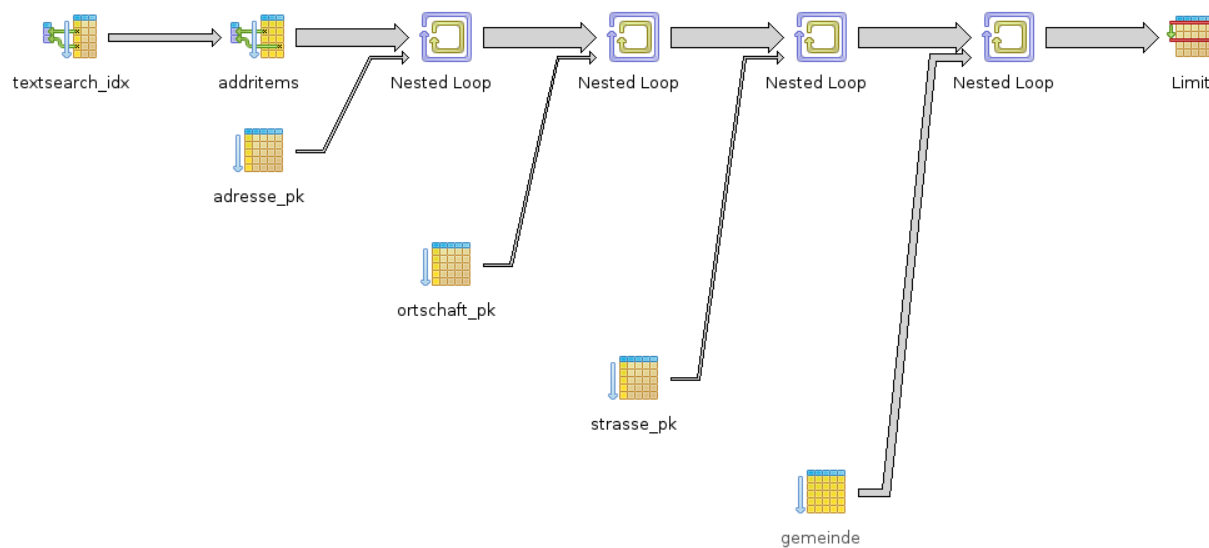 textsearch_idx
addritems
Nested Loop
Nested Loop
Nested Loop
Nested Loop
Limit
adresse_pk
ortschaft_pk
strasse_pk
gemeinde